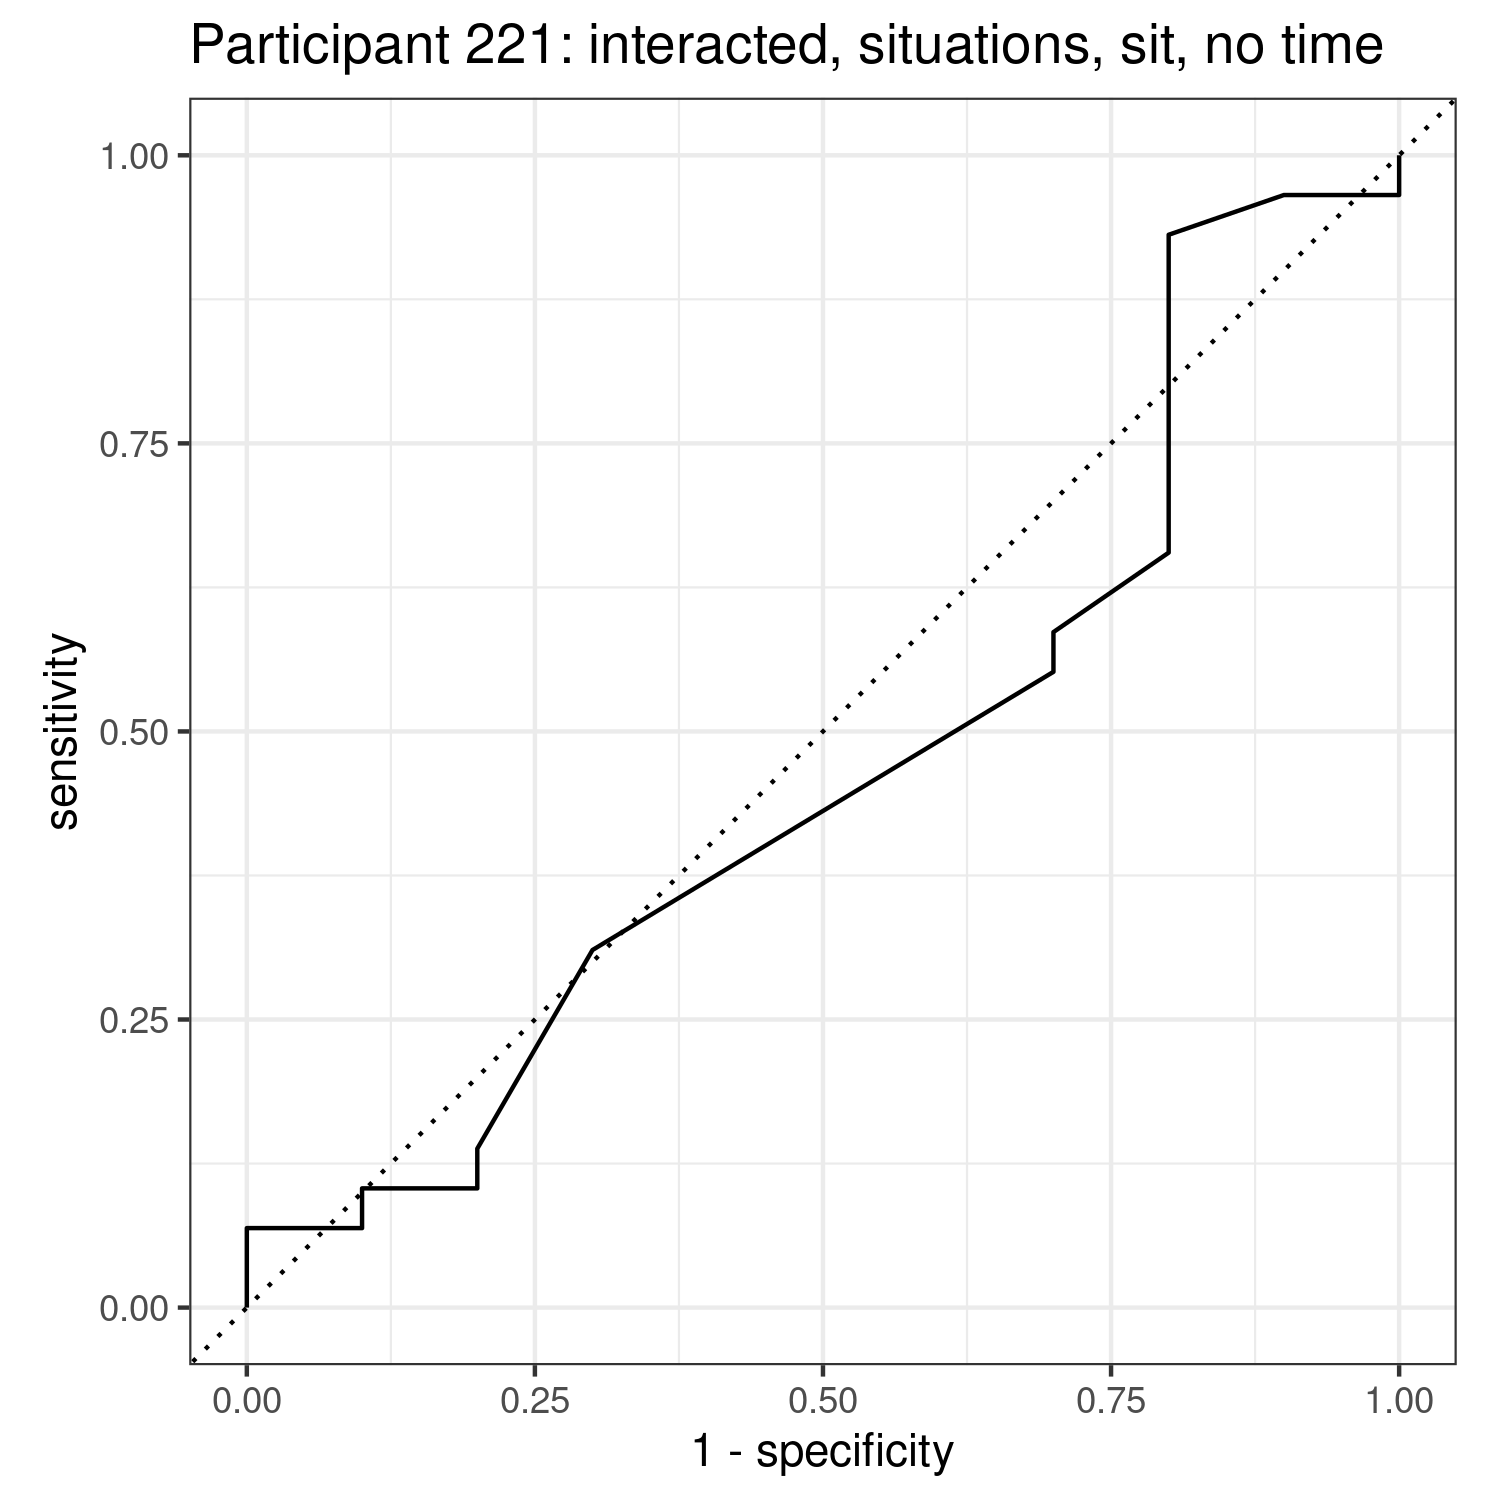 Participant 221: interacted, situations, sit, no time
sensitivity
1.00
0.75
0.50
0.25
0.00
0.00 0.25 0.50 0.75 1.00
1 - specificity